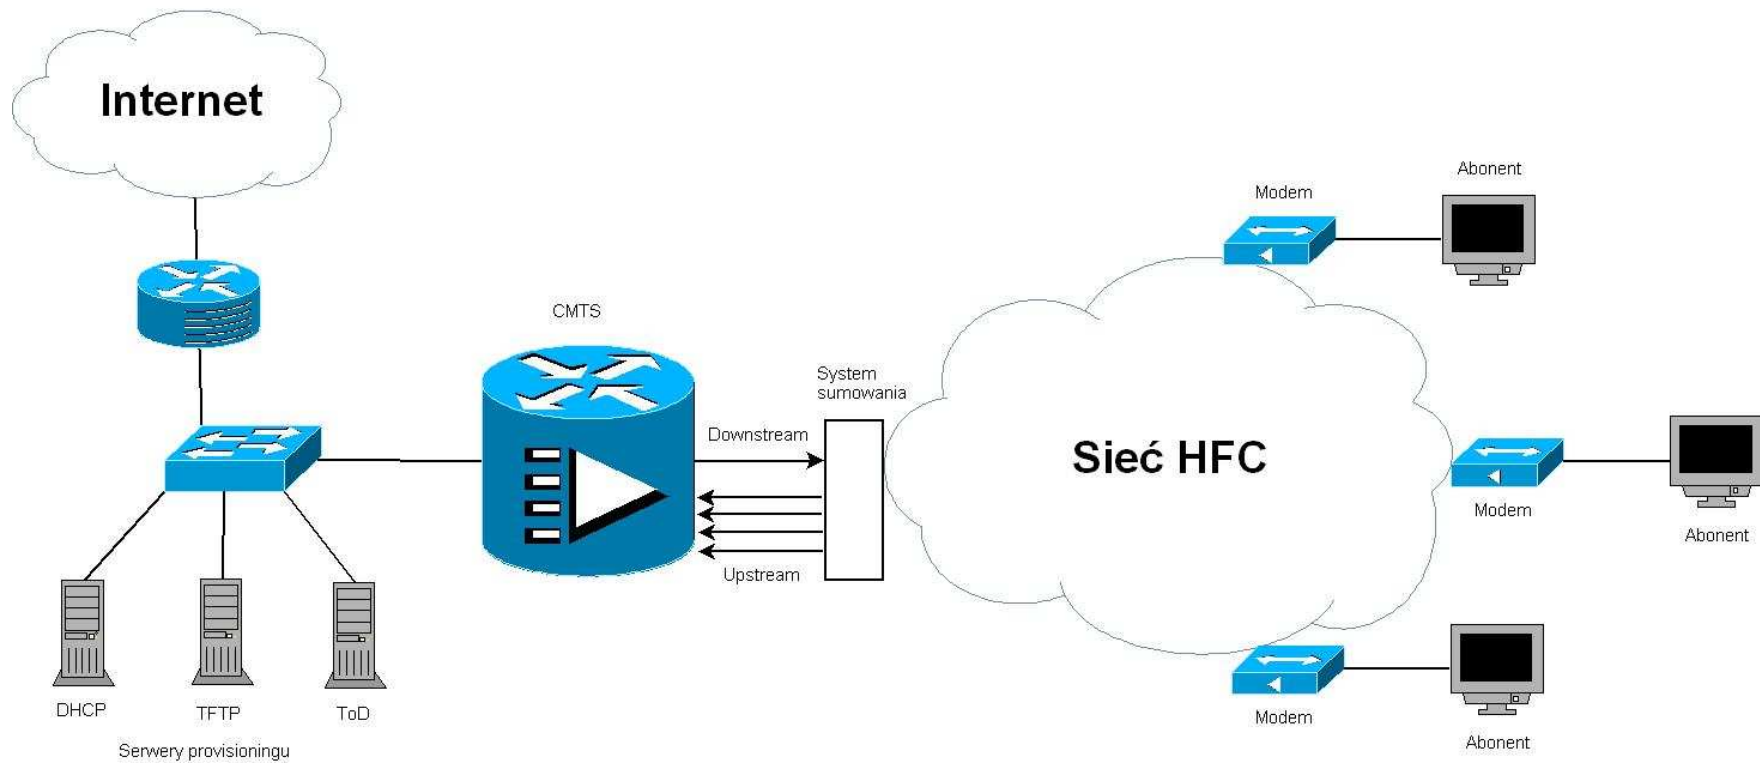 Internet
CMTS
System
sumowania
Downstream
Upstream
Sieć HFC
Modem
Abonent
Modem
Abonent
Modem
Abonent
DHCP
TFTP
ToD
Serwery provisioningu